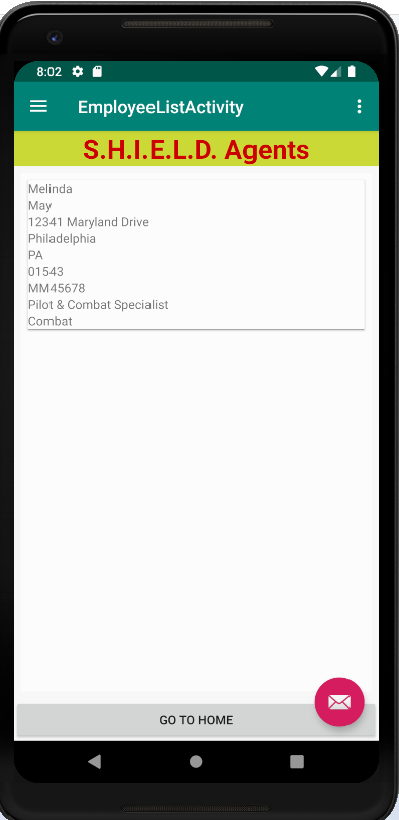 8:02
EmployeeListActivity
S.H.I.E.L.D. Agents
Melinda
May
12341 Maryland Drive
Philadelphia
PA
01543
MM45678
Pilot & Combat Specialist
Combat
GO TO HOME